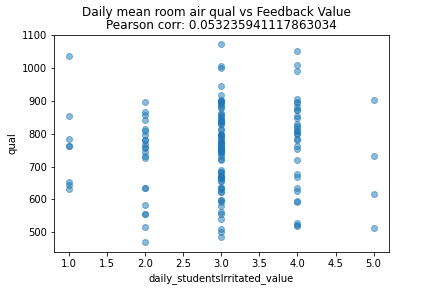 Daily mean room air qual vs Feedback Value
Pearson corr: 0.053235941117863034
1100
1000
900
800
700
600
500
qual
1.0 1.5 2.0 2.5 3.0 3.5 4.0 4.5 5.0
daily_studentsIrritated_value